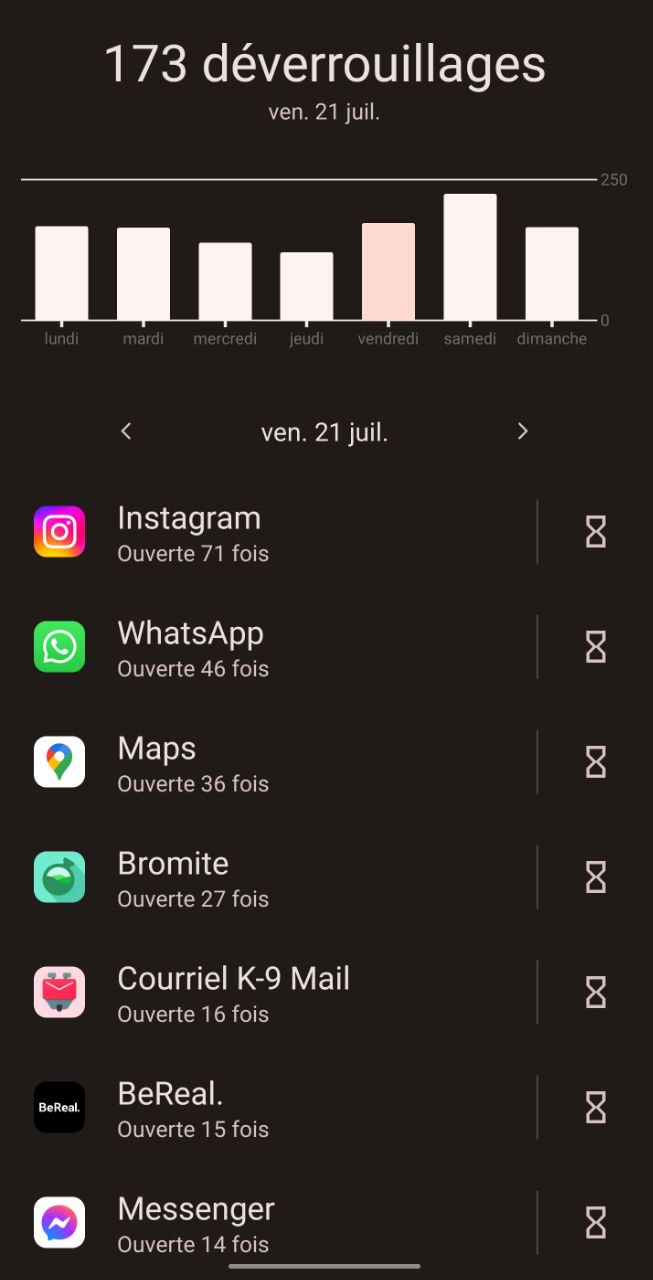 173 déverrouillages
ven. 21 juil.
250
0
lundi mardi mercredi jeudi vendredi samedi dimanche
ven. 21 juil.
Instagram
Ouverte 71 fois
WhatsApp
Ouverte 46 fois
Maps
Ouverte 36 fois
Bromite
Ouverte 27 fois
Courriel K-9 Mail
Ouverte 16 fois
BeReal.
BeReal.
Ouverte 15 fois
Messenger
Ouverte 14 fois